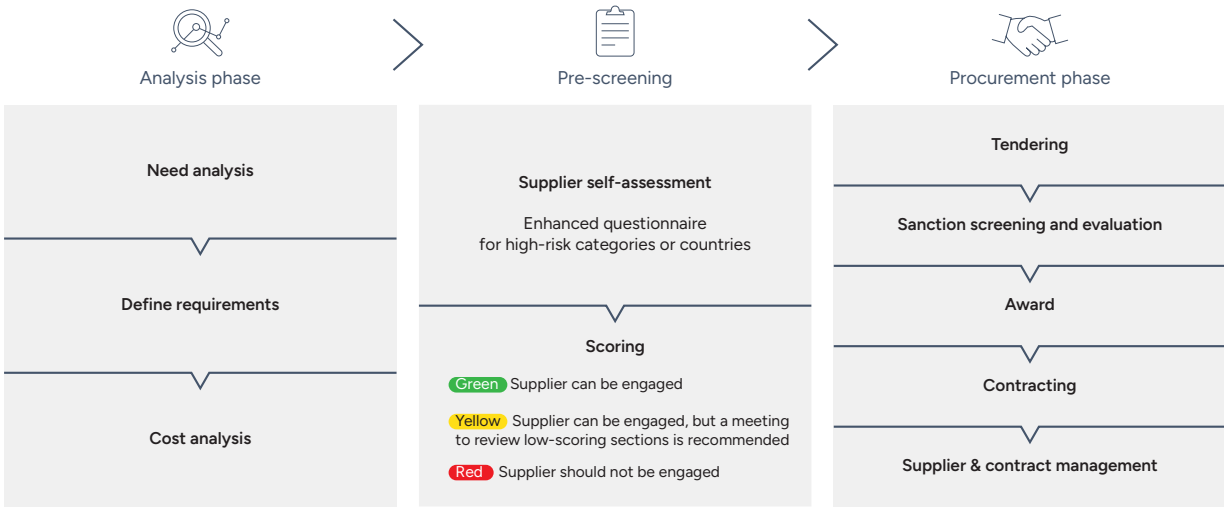 Analysis phase
Need analysis
Define requirements
Cost analysis
Pre-screening
Supplier self-assessment
Enhanced questionnaire
for high-risk categories or countries
Scoring
Green Supplier can be engaged
Yellow Supplier can be engaged, but a meeting
to review low-scoring sections is recommended
Red Supplier should not be engaged
Procurement phase
Tendering
Sanction screening and evaluation
Award
Contracting
Supplier & contract management